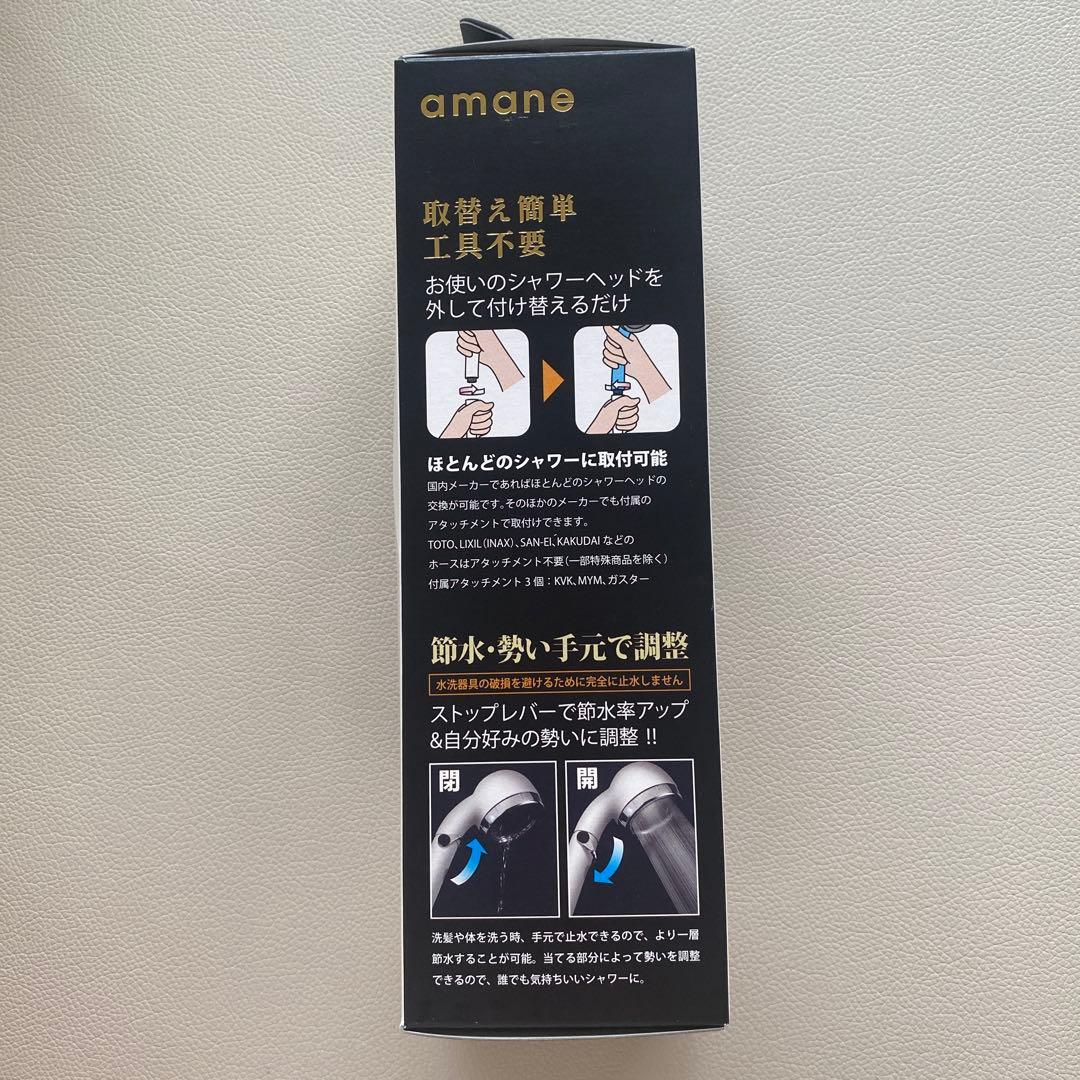 amane
取替え簡単
工具不要
お使いのシャワーヘッドを
外して付け替えるだけ
ほとんどのシャワーに取付可能
国内メーカーであればほとんどのシャワーヘッドの
交換が可能です。そのほかのメーカーでも付属の
アタッチメントで取付けできます。
TOTO、LIXIL(INAX)、SAN-EI、KAKUDAI などの
ホースはアタッチメント不要(一部特殊商品を除く)
付属アタッチメント3個：KVK、MYM、ガスター
節水・勢い手元で調整
水洗器具の破損を避けるために完全に止水しません
ストップレバーで節水率アップ
&自分好みの勢いに調整 !!
閉
開
洗髪や体を洗う時、手元で止水できるので、より一層
節水することが可能。当てる部分によって勢いを調整
できるので、誰でも気持ちいいシャワーに。